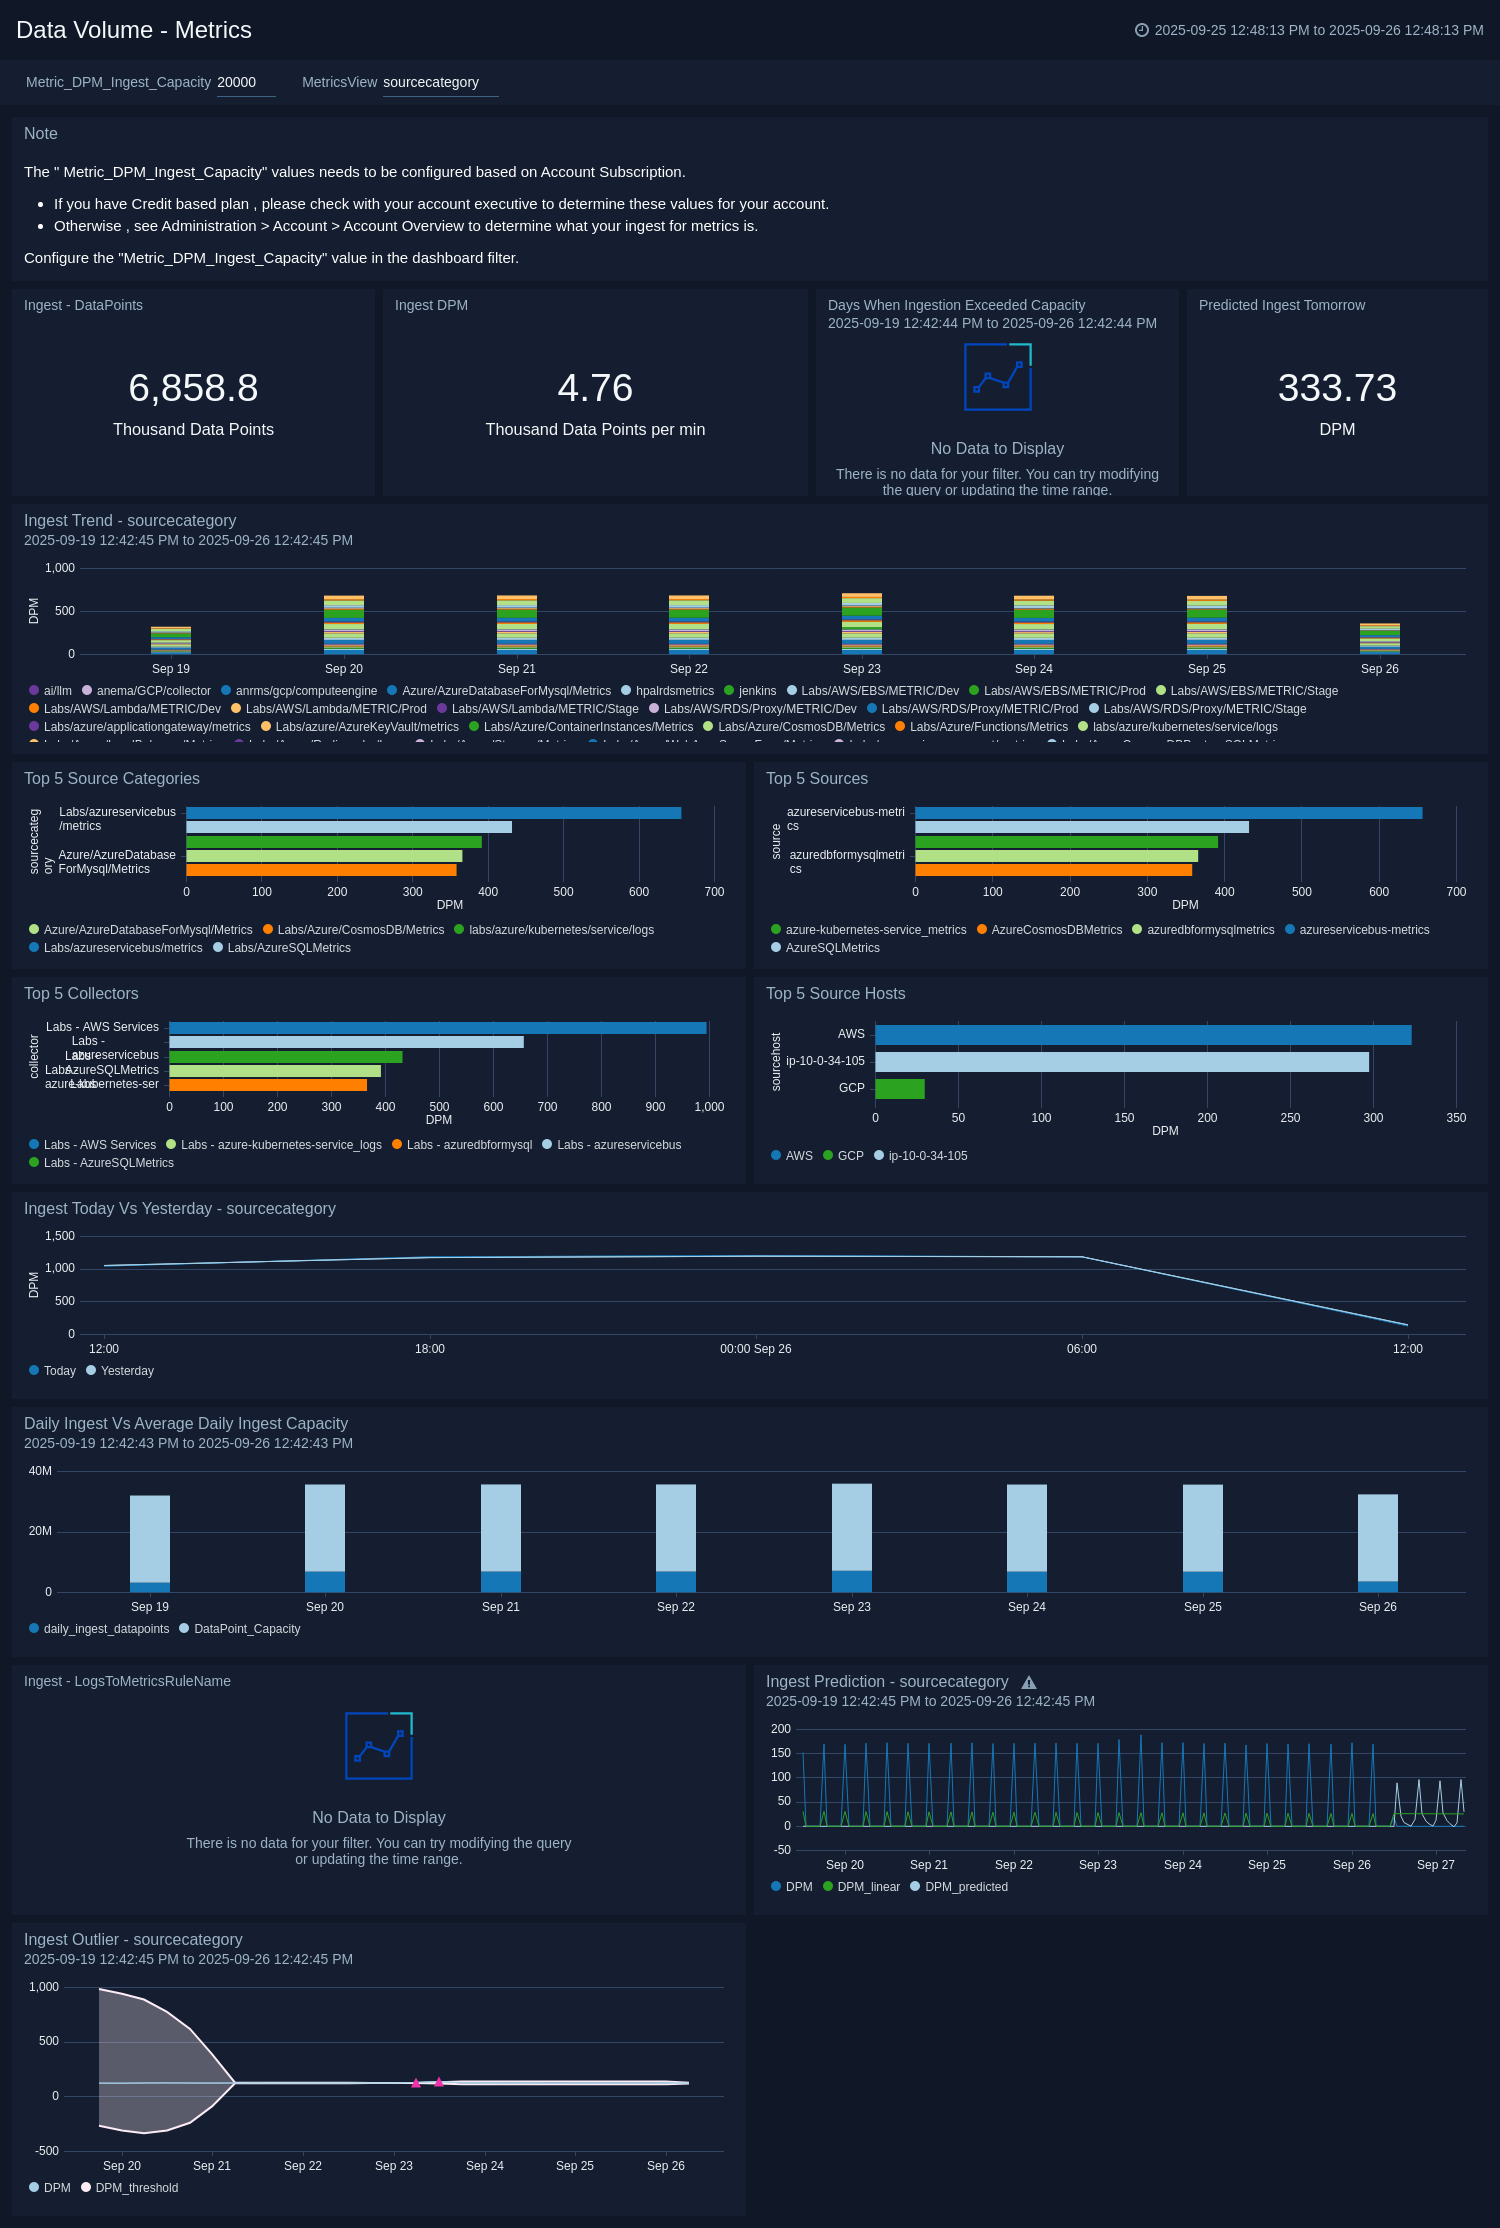 Data Volume - Metrics
2025-09-25 12:48:13 PM to 2025-09-26 12:48:13 PM
Metric_DPM_Ingest_Capacity 20000 MetricsView sourcecategory
Note
The " Metric_DPM_Ingest_Capacity" values needs to be configured based on Account Subscription.
• If you have Credit based plan , please check with your account executive to determine these values for your account.
• Otherwise , see Administration > Account > Account Overview to determine what your ingest for metrics is.
Configure the "Metric_DPM_Ingest_Capacity" value in the dashboard filter.
Ingest - DataPoints
6,858.8
Thousand Data Points
Ingest DPM
4.76
Thousand Data Points per min
Days When Ingestion Exceeded Capacity
2025-09-19 12:42:44 PM to 2025-09-26 12:42:44 PM
No Data to Display
There is no data for your filter. You can try modifying
the query or updating the time range.
Predicted Ingest Tomorrow
333.73
DPM
Ingest Trend - sourcecategory
2025-09-19 12:42:45 PM to 2025-09-26 12:42:45 PM
1,000
500
0
DPM
Sep 19 Sep 20 Sep 21 Sep 22 Sep 23 Sep 24 Sep 25 Sep 26
ai/llm anema/GCP/collector anrms/gcp/computeengine Azure/AzureDatabaseForMysql/Metrics hpalrdsmetrics jenkins Labs/AWS/EBS/METRIC/Dev Labs/AWS/EBS/METRIC/Prod Labs/AWS/EBS/METRIC/Stage
Labs/AWS/Lambda/METRIC/Dev Labs/AWS/Lambda/METRIC/Prod Labs/AWS/Lambda/METRIC/Stage Labs/AWS/RDS/Proxy/METRIC/Dev Labs/AWS/RDS/Proxy/METRIC/Prod Labs/AWS/RDS/Proxy/METRIC/Stage
Labs/azure/applicationgateway/metrics Labs/azure/AzureKeyVault/metrics Labs/Azure/ContainerInstances/Metrics Labs/Azure/CosmosDB/Metrics Labs/Azure/Functions/Metrics labs/azure/kubernetes/service/logs
Top 5 Source Categories
sourcecateg
ory
Labs/azureservicebus
/metrics
Azure/AzureDatabase
ForMysql/Metrics
0 100 200 300 400 500 600 700
DPM
Azure/AzureDatabaseForMysql/Metrics Labs/Azure/CosmosDB/Metrics labs/azure/kubernetes/service/logs
Labs/azureservicebus/metrics Labs/AzureSQLMetrics
Top 5 Sources
source
azureservicebus-metri
cs
azuredbformysqlmetri
cs
0 100 200 300 400 500 600 700
DPM
azure-kubernetes-service_metrics AzureCosmosDBMetrics azuredbformysqlmetrics azureservicebus-metrics
AzureSQLMetrics
Top 5 Collectors
collector
Labs - AWS Services
Labs -
azureservicebus
0 100 200 300 400 500 600 700 800 900 1,000
DPM
Labs - AWS Services Labs - azure-kubernetes-service_logs Labs - azuredbformysql Labs - azureservicebus
Labs - AzureSQLMetrics
Top 5 Source Hosts
sourcehost
AWS
ip-10-0-34-105
GCP
0 50 100 150 200 250 300 350
DPM
AWS GCP ip-10-0-34-105
Ingest Today Vs Yesterday - sourcecategory
1,500
1,000
500
0
DPM
12:00 18:00 00:00 Sep 26 06:00 12:00
Today Yesterday
Daily Ingest Vs Average Daily Ingest Capacity
2025-09-19 12:42:43 PM to 2025-09-26 12:42:43 PM
40M
20M
0
Sep 19 Sep 20 Sep 21 Sep 22 Sep 23 Sep 24 Sep 25 Sep 26
daily_ingest_datapoints DataPoint_Capacity
Ingest - LogsToMetricsRuleName
No Data to Display
There is no data for your filter. You can try modifying the query
or updating the time range.
Ingest Prediction - sourcecategory
2025-09-19 12:42:45 PM to 2025-09-26 12:42:45 PM
200
150
100
50
0
-50
Sep 20 Sep 21 Sep 22 Sep 23 Sep 24 Sep 25 Sep 26 Sep 27
DPM DPM_linear DPM_predicted
Ingest Outlier - sourcecategory
2025-09-19 12:42:45 PM to 2025-09-26 12:42:45 PM
1,000
500
0
-500
Sep 20 Sep 21 Sep 22 Sep 23 Sep 24 Sep 25 Sep 26
DPM DPM_threshold